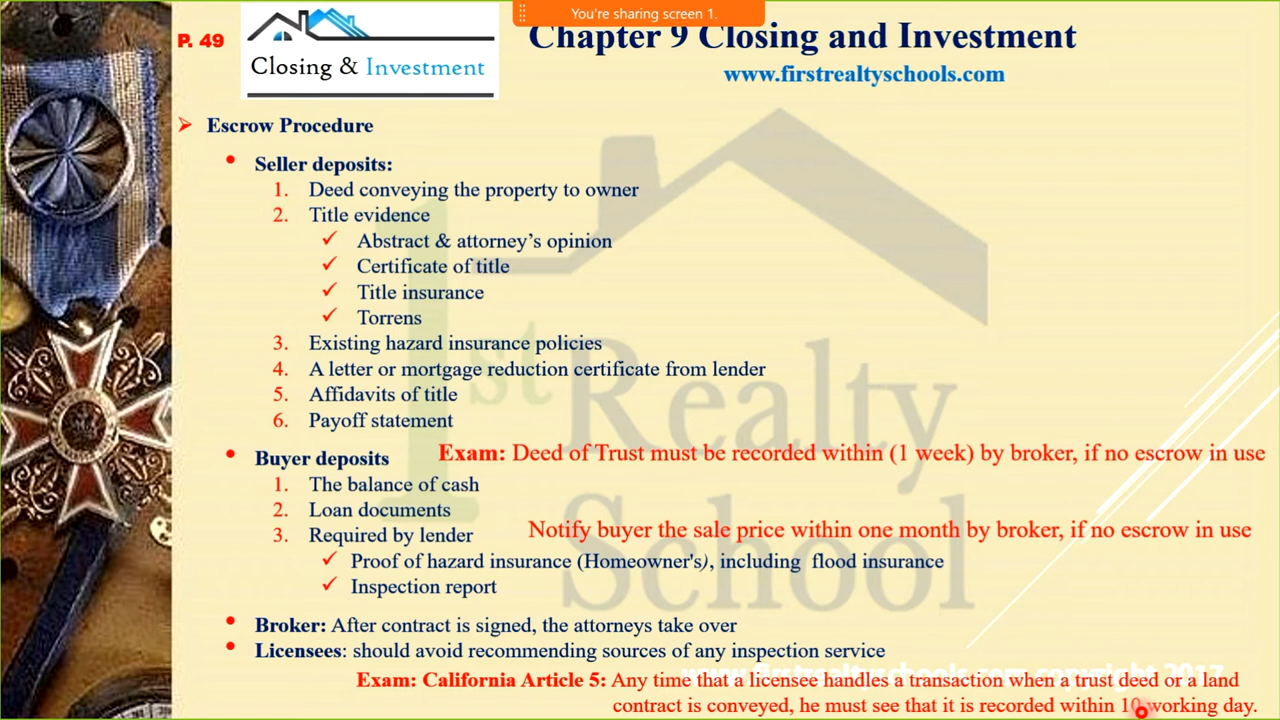 You're sharing screen 1.
P. 49
Closing & Investment
Chapter 9 Closing and Investment
www.firstrealtyschools.com
Escrow Procedure
Seller deposits:
1. Deed conveying the property to owner
2. Title evidence
Abstract & attorney's opinion
Certificate of title
Title insurance
Torrens
3. Existing hazard insurance policies
4. A letter or mortgage reduction certificate from lender
5. Affidavits of title
6. Payoff statement
Buyer deposits
Exam: Deed of Trust must be recorded within (1 week) by broker, if no escrow in use
1. The balance of cash
2. Loan documents
3. Required by lender
Notify buyer the sale price within one month by broker, if no escrow in use
Proof of hazard insurance (Homeowner's), including flood insurance
Inspection report
Broker: After contract is signed, the attorneys take over
Licensees: should avoid recommending sources of any inspection service
www.firstrealtyschools.com copyright 2017
Exam: California Article 5: Any time that a licensee handles a transaction when a trust deed or a land
contract is conveyed, he must see that it is recorded within 10 working day.
1st Realty
School